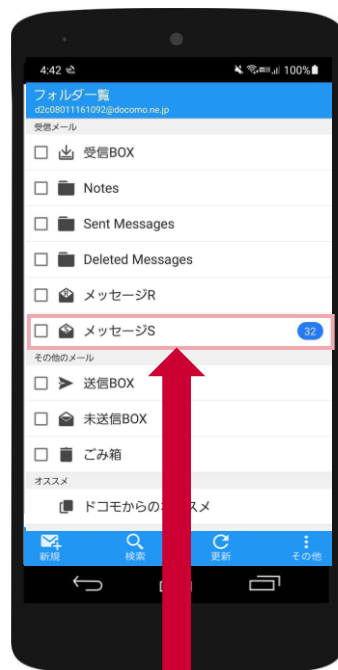 4:42 100%
フォルダ一覧
d2c08011161092@docomo.ne.jp
受信メール
受信BOX
Notes
Sent Messages
Deleted Messages
メッセージR
メッセージS 32
その他のメール
送信BOX
未送信BOX
ごみ箱
オススメ
ドコモからの スメ
新規 検索 更新 その他